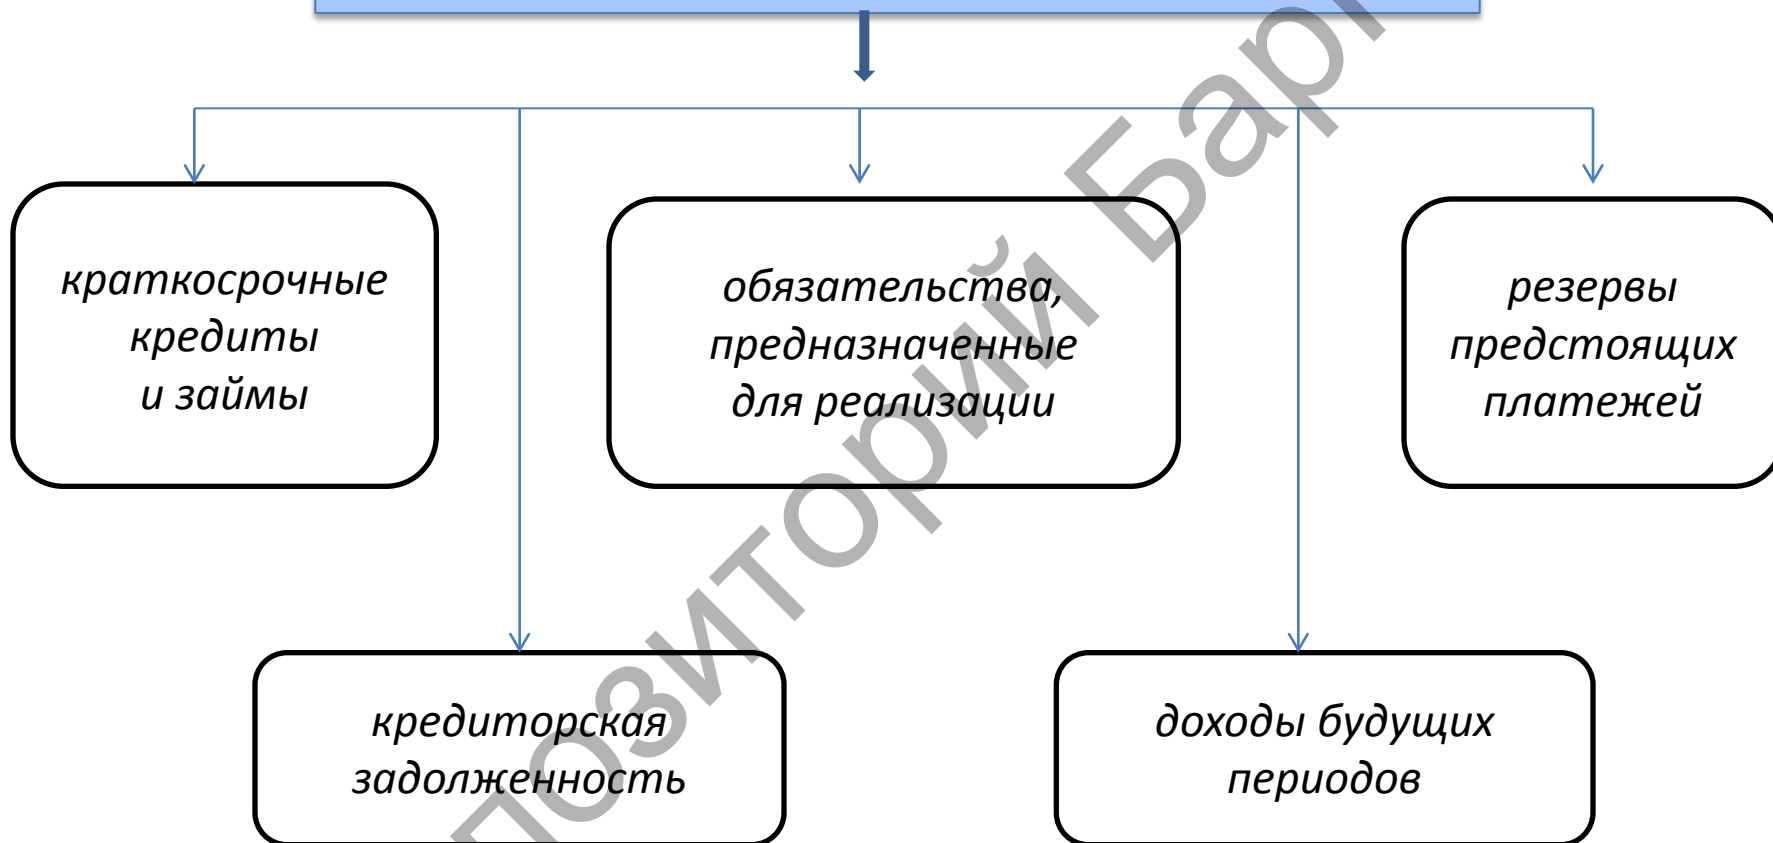 краткосрочные
кредиты
и займы
обязательства,
предназначенные
для реализации
резервы
предстоящих
платежей
кредиторская
задолженность
доходы будущих
периодов